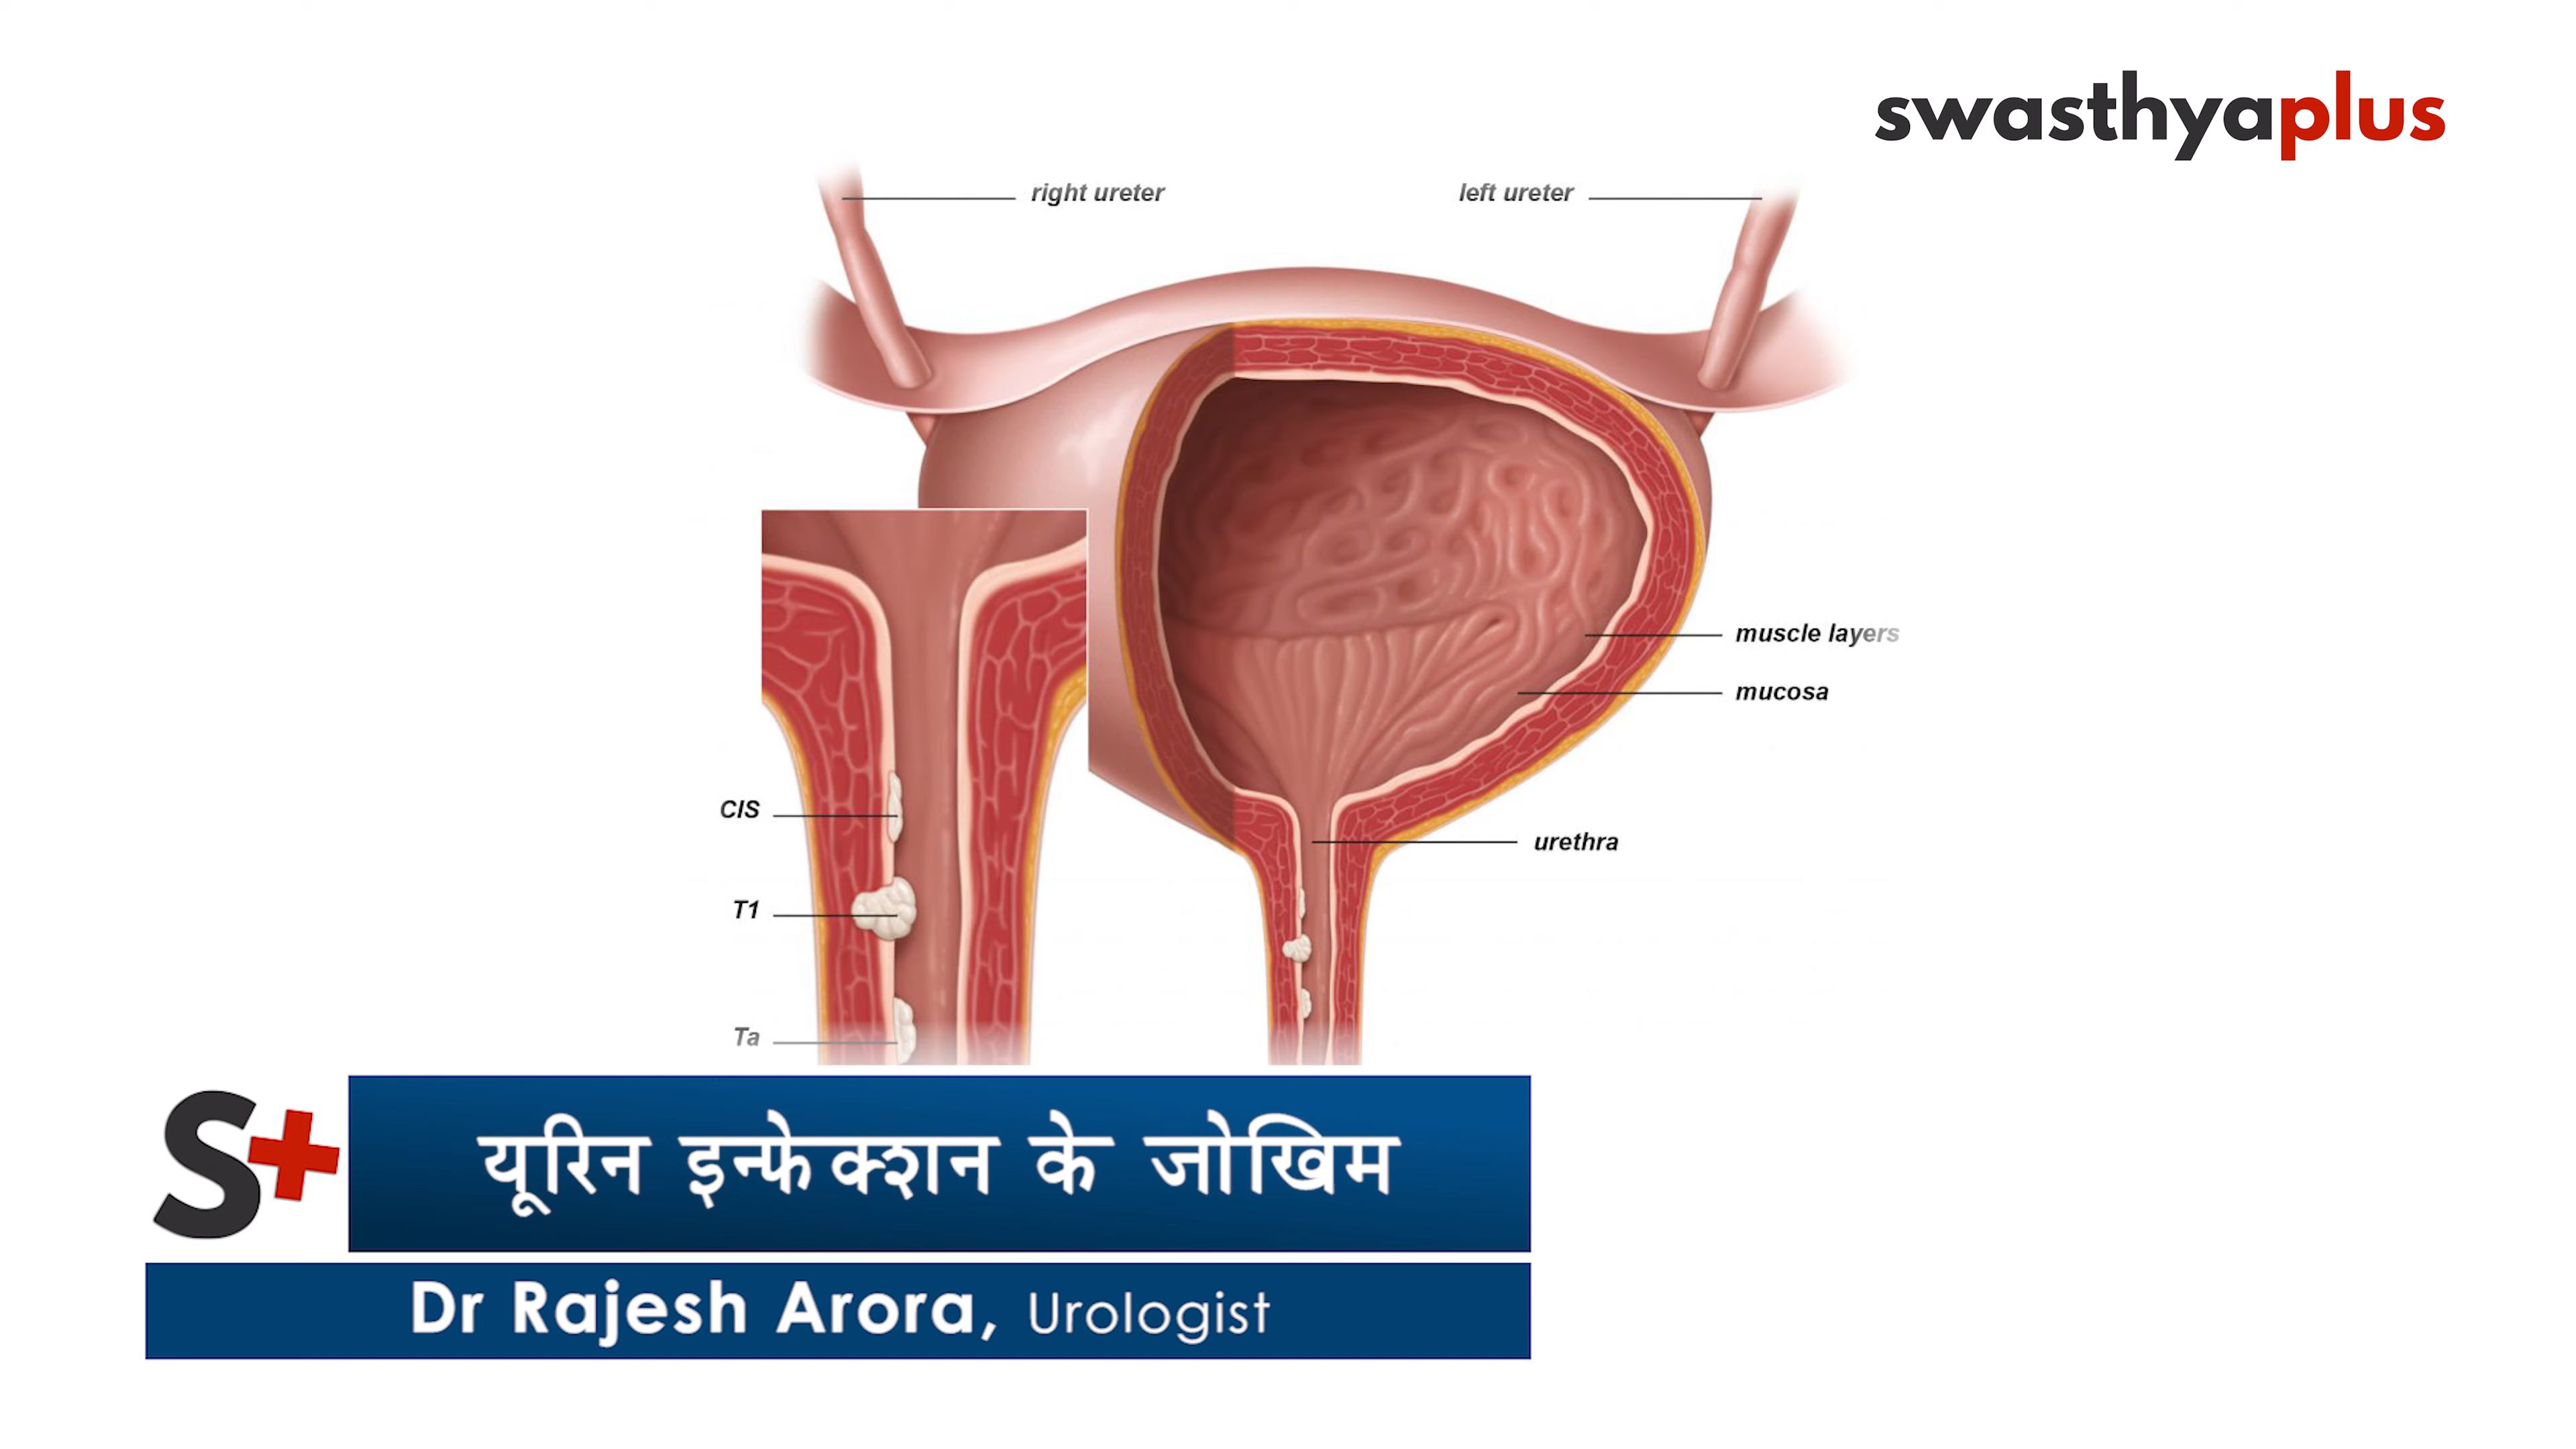 swasthyaplus
right ureter
left ureter
muscle layers
mucosa
CIS
urethra
T1
Ta
S+
यूरिन इन्फेक्शन के जोखिम
Dr Rajesh Arora, Urologist